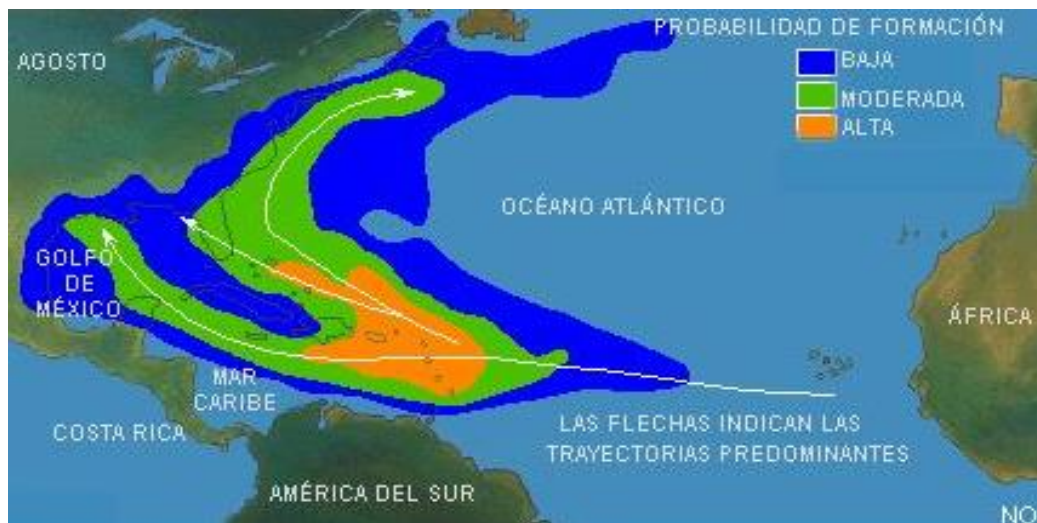 AGOSTO
PROBABILIDAD DE FORMACIÓN
BAJA
MODERADA
ALTA
OCÉANO ATLÁNTICO
GOLFO
DE
MÉXICO
ÁFRICA
MAR
CARIBE
COSTA RICA
LAS FLECHAS INDICAN LAS
TRAYECTORIAS PREDOMINANTES
AMÉRICA DEL SUR
NO